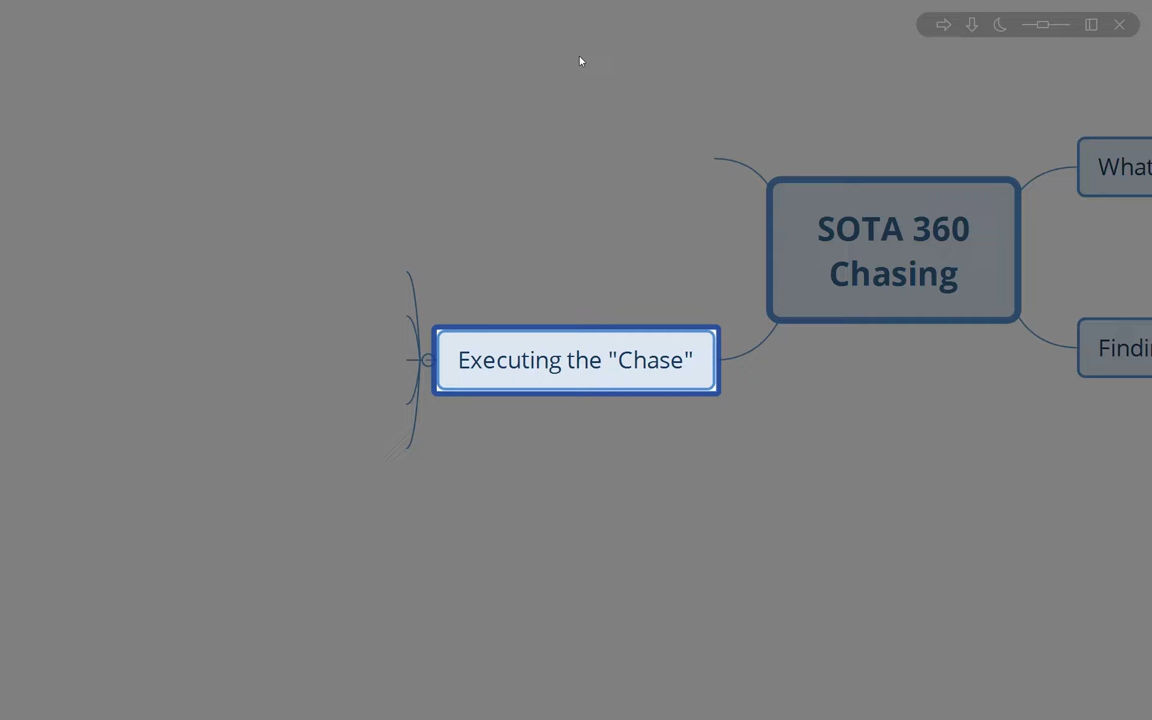 SOTA 360
Chasing
What
Executing the "Chase"
Findi